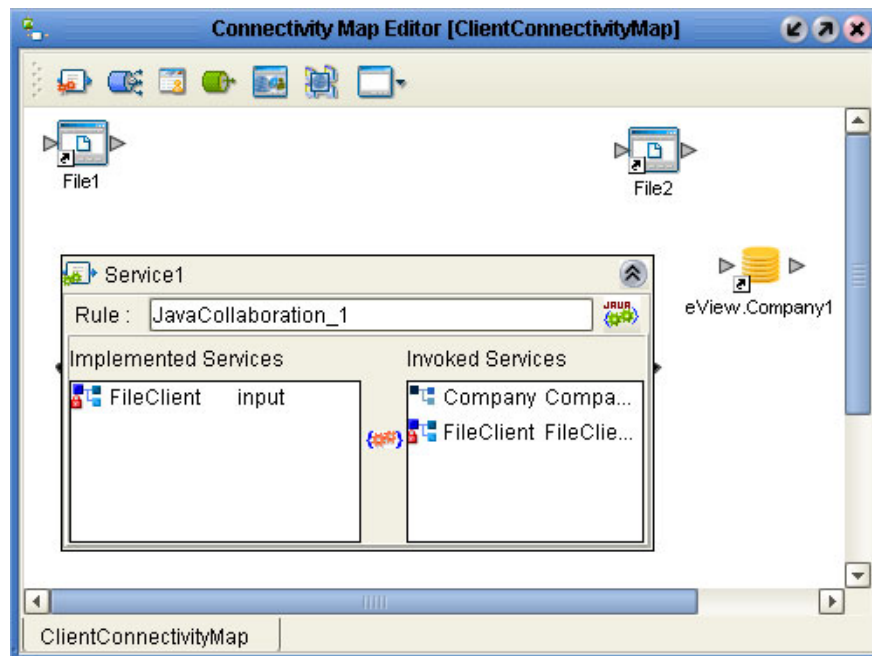 Connectivity Map Editor [ClientConnectivityMap]
File1
File2
eView.Company1
Service1
Rule : JavaCollaboration_1
JAVA
Implemented Services
Invoked Services
FileClient input
Company Compa...
FileClient FileClie...
ClientConnectivityMap